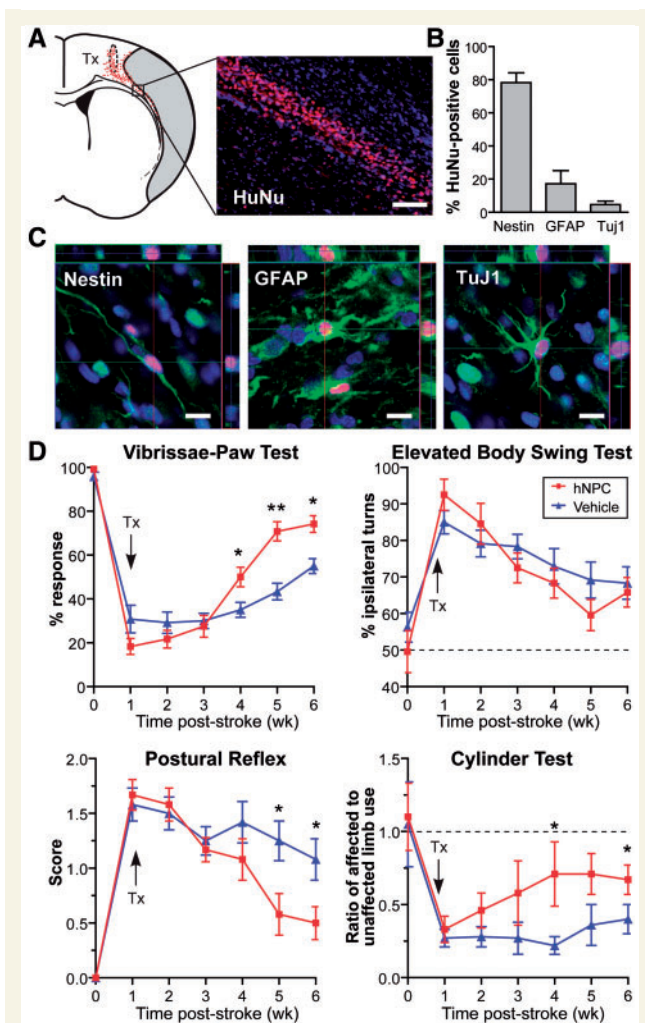 A
Tx
HuNu
B
% HuNu-positive cells
100
80
60
40
20
0
Nestin GFAP Tuj1
C
Nestin
GFAP
TuJ1
D
Vibrissae-Paw Test
% response
100
80
60
40
20
0
Tx
*
**
*
0 1 2 3 4 5 6
Time post-stroke (wk)
Elevated Body Swing Test
% ipsilateral turns
100
90
80
70
60
50
40
Tx
hNPC
Vehicle
0 1 2 3 4 5 6
Time post-stroke (wk)
Postural Reflex
Score
2.0
1.5
1.0
0.5
0.0
Tx
*
*
0 1 2 3 4 5 6
Time post-stroke (wk)
Cylinder Test
Ratio of affected to
unaffected limb use
1.5
1.0
0.5
0.0
Tx
*
*
0 1 2 3 4 5 6
Time post-stroke (wk)